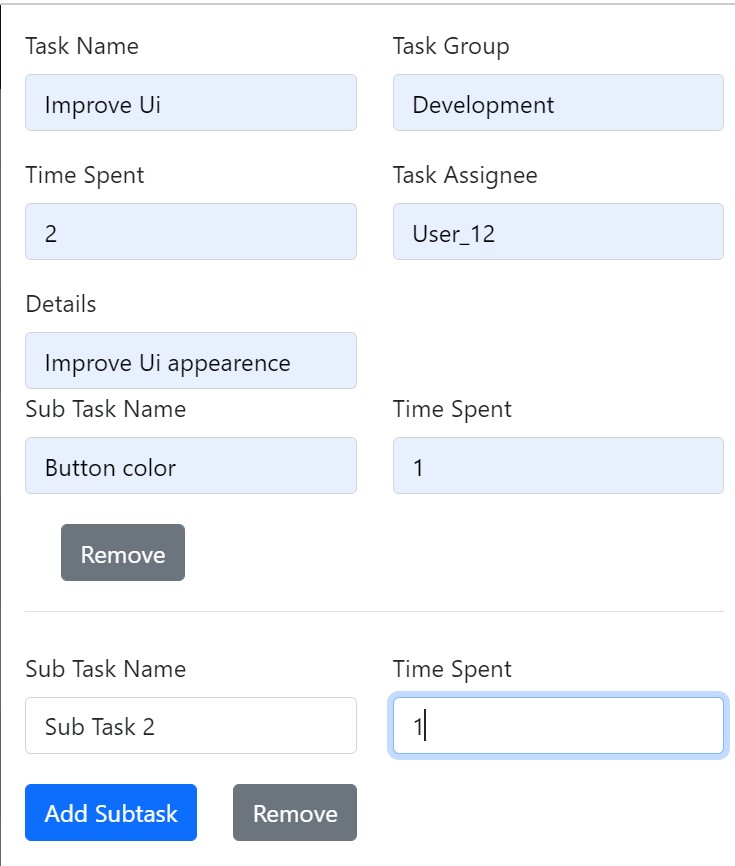 Task Name Task Group
Improve Ui Development
Time Spent Task Assignee
2 User_12
Details
Improve Ui appearence
Sub Task Name Time Spent
Button color 1
Remove
Sub Task Name Time Spent
Sub Task 2 1
Add Subtask Remove